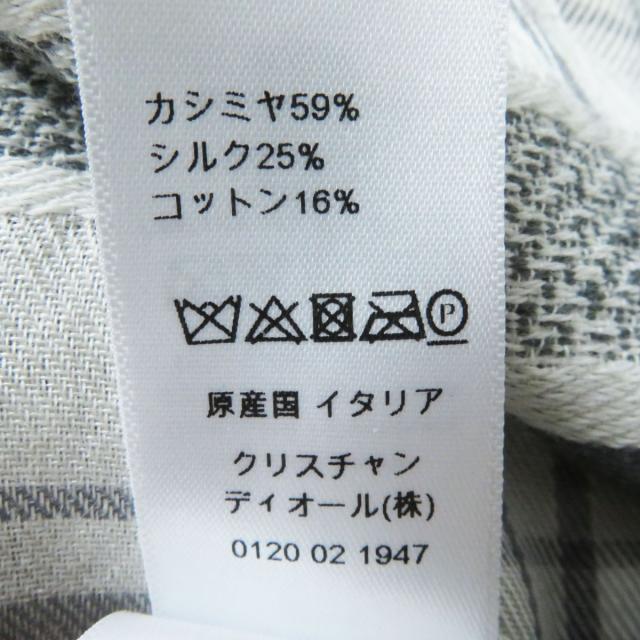 カシミヤ59%
シルク25%
コットン16%
P
原産国 イタリア
クリスチャン
ディオール(株)
0120 02 1947